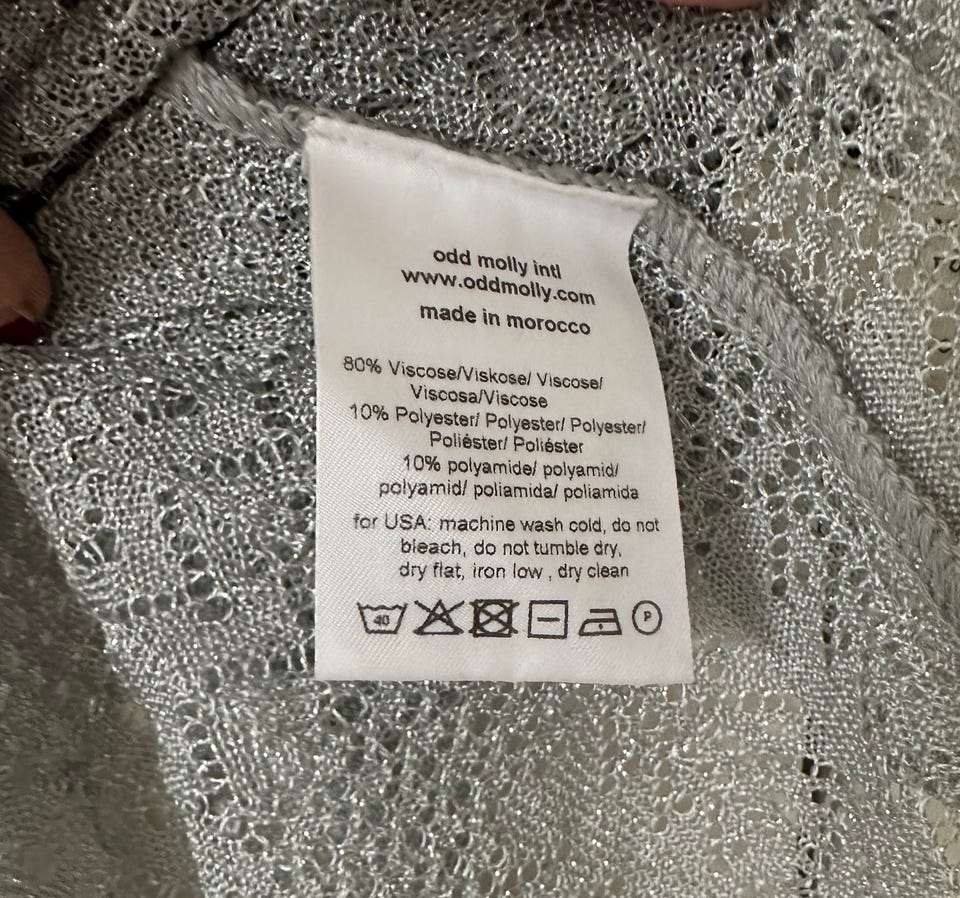 odd molly intl
www.oddmolly.com
made in morocco
80% Viscose/Viskose/ Viscose/
Viscosa/Viscose
10% Polyester/ Polyester/ Polyester/
Poliéster/ Poliéster
10% polyamide/ polyamid/
polyamid/ poliamida/ poliamida
for USA: machine wash cold, do not
bleach, do not tumble dry,
dry flat, iron low , dry clean
40
P